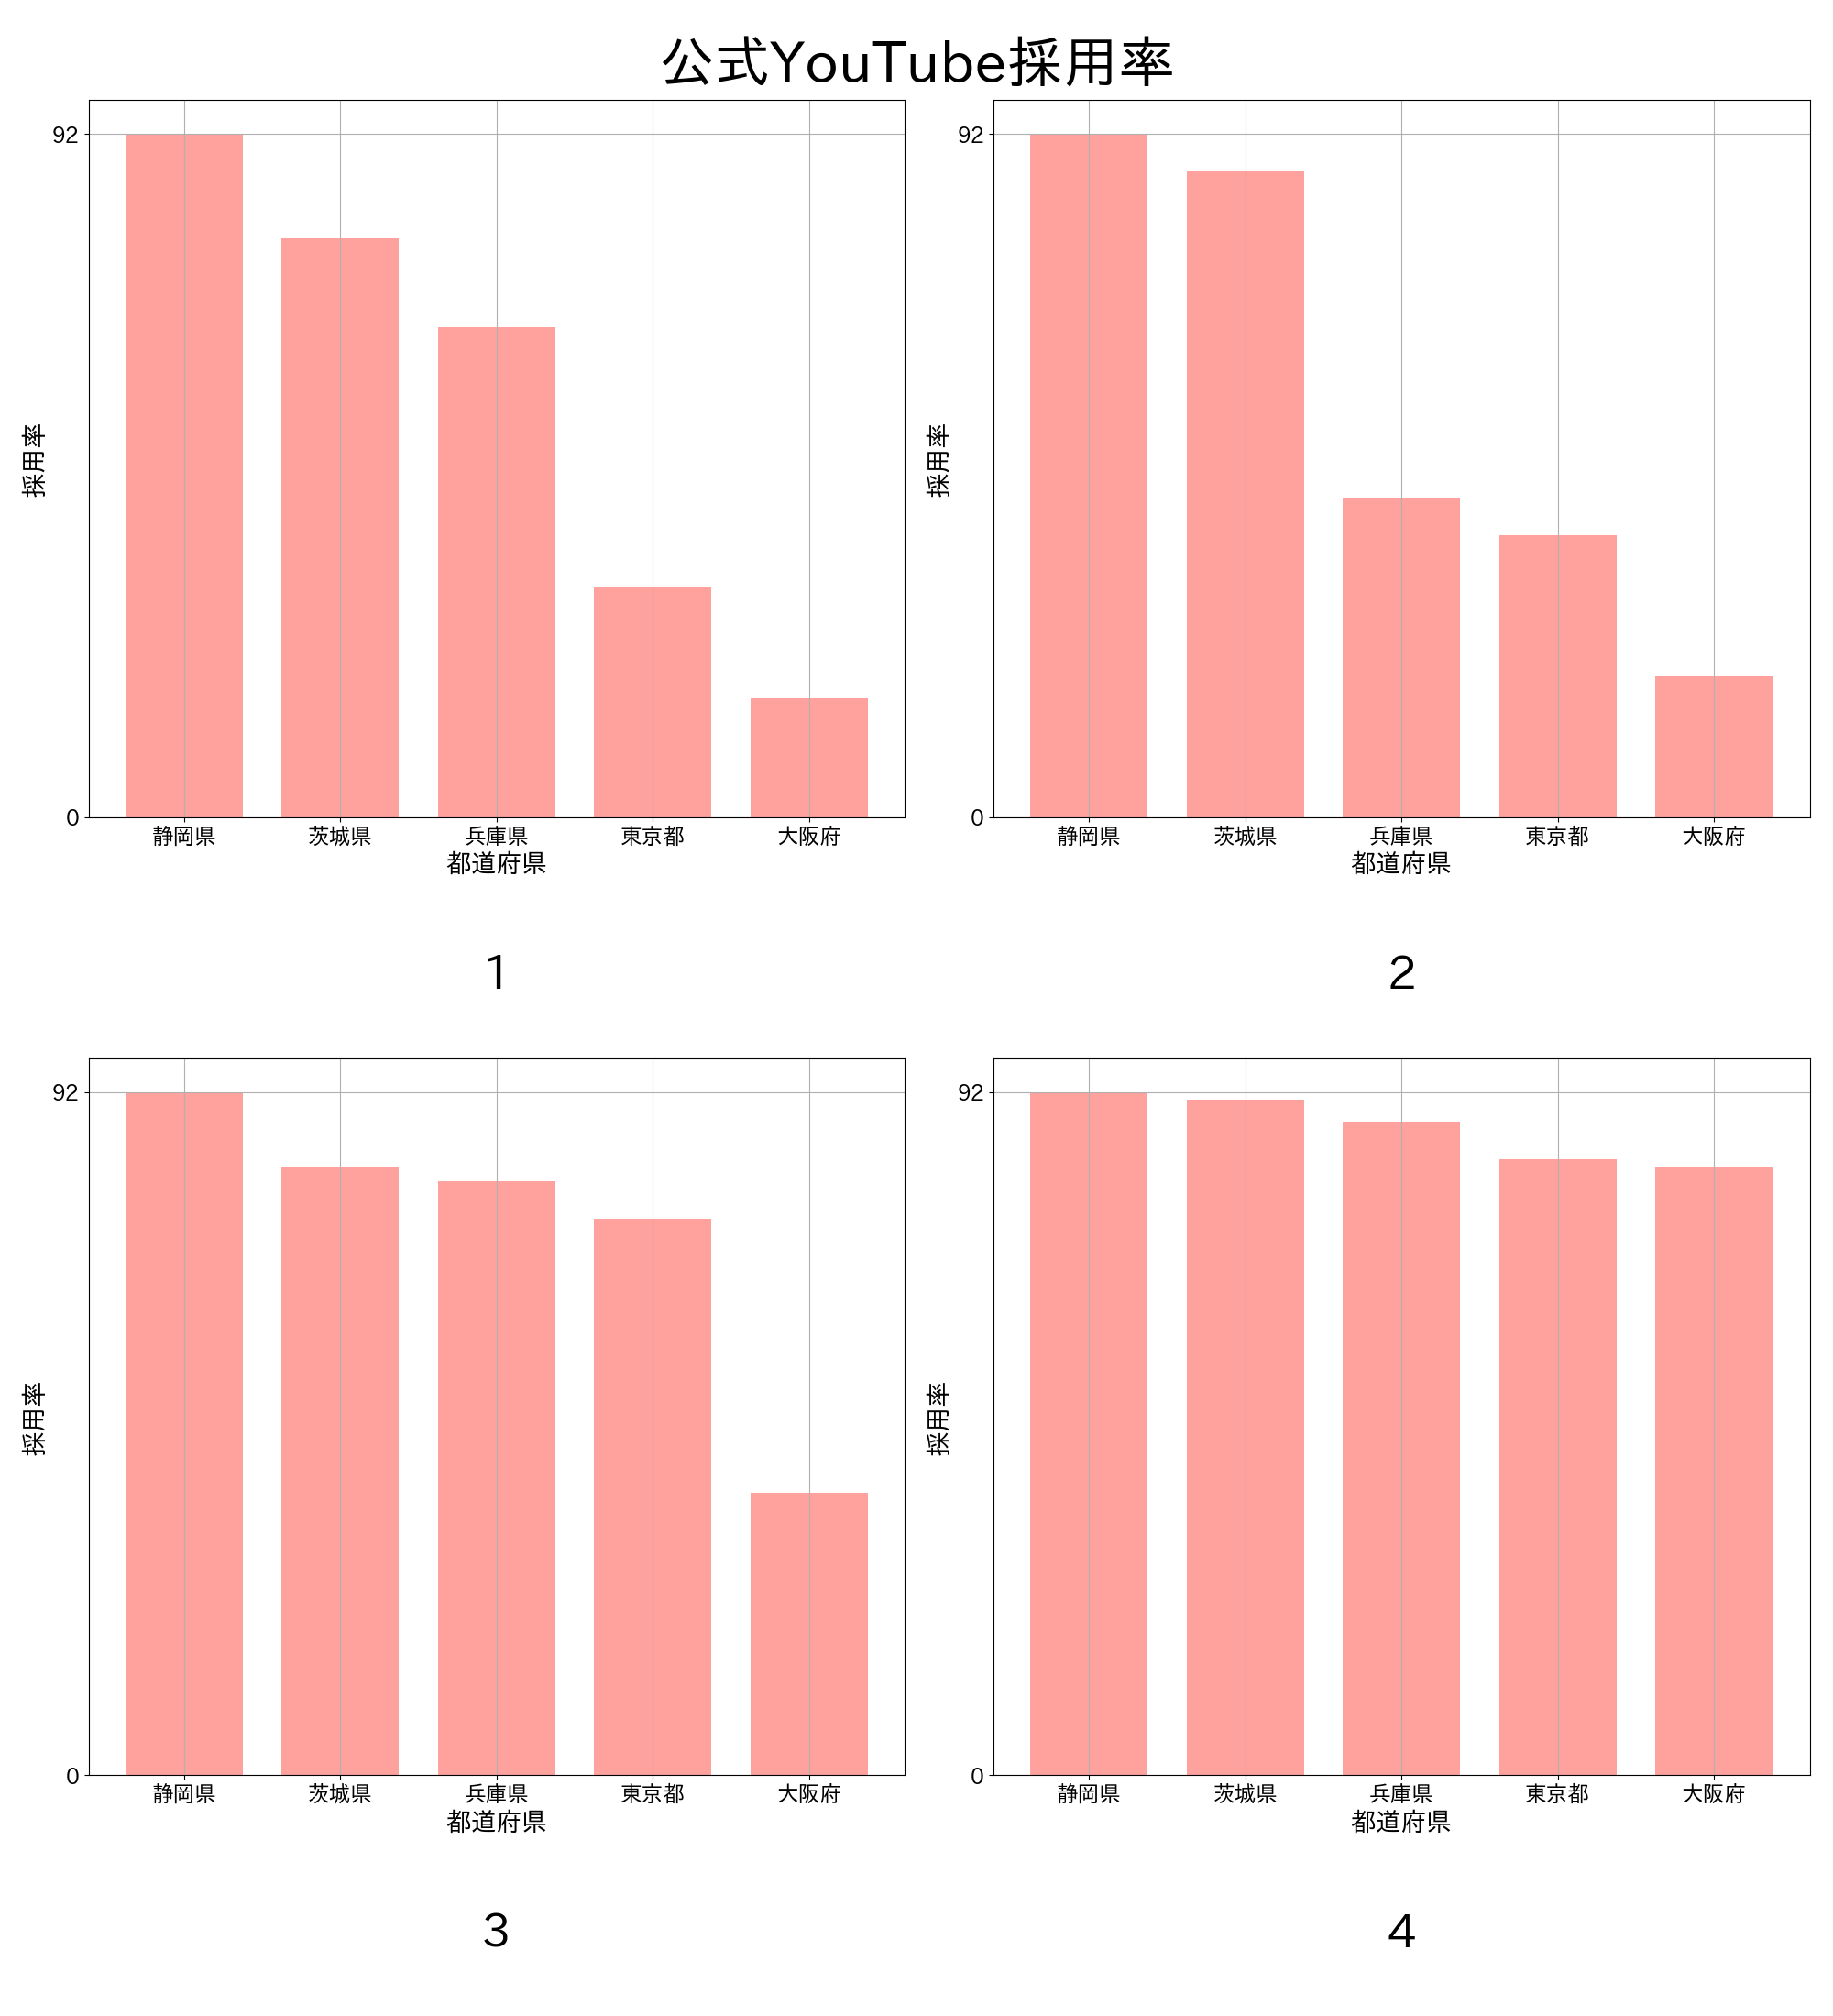 公式YouTube採用率
92
0
採用率
静岡県 茨城県 兵庫県 東京都 大阪府
都道府県
1
92
0
採用率
静岡県 茨城県 兵庫県 東京都 大阪府
都道府県
2
92
0
採用率
静岡県 茨城県 兵庫県 東京都 大阪府
都道府県
3
92
0
採用率
静岡県 茨城県 兵庫県 東京都 大阪府
都道府県
4